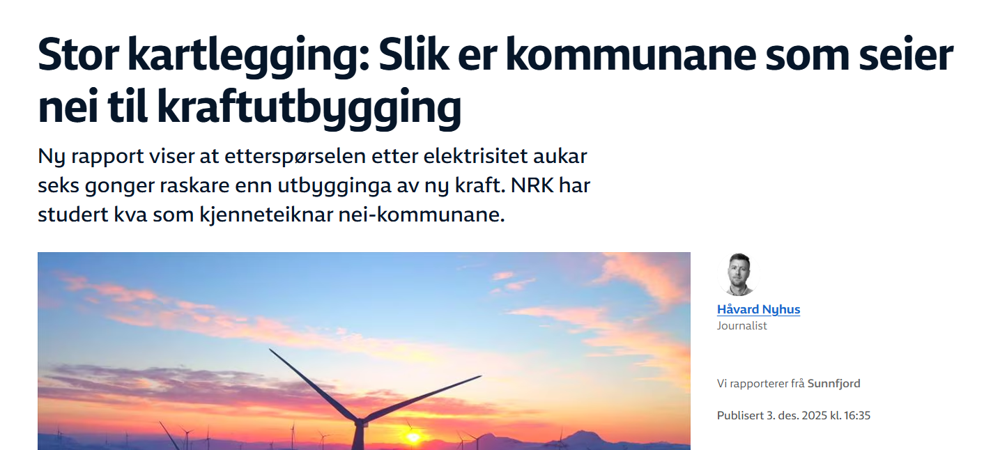 Stor kartlegging: Slik er kommunane som seier
nei til kraftutbygging
Ny rapport viser at etterspørselen etter elektrisitet aukar
seks gonger raskare enn utbygginga av ny kraft. NRK har
studert kva som kjenneteiknar nei-kommunane.
Håvard Nyhus
Journalist
Vi rapporterer frå Sunnfjord
Publisert 3. des. 2025 kl. 16:35